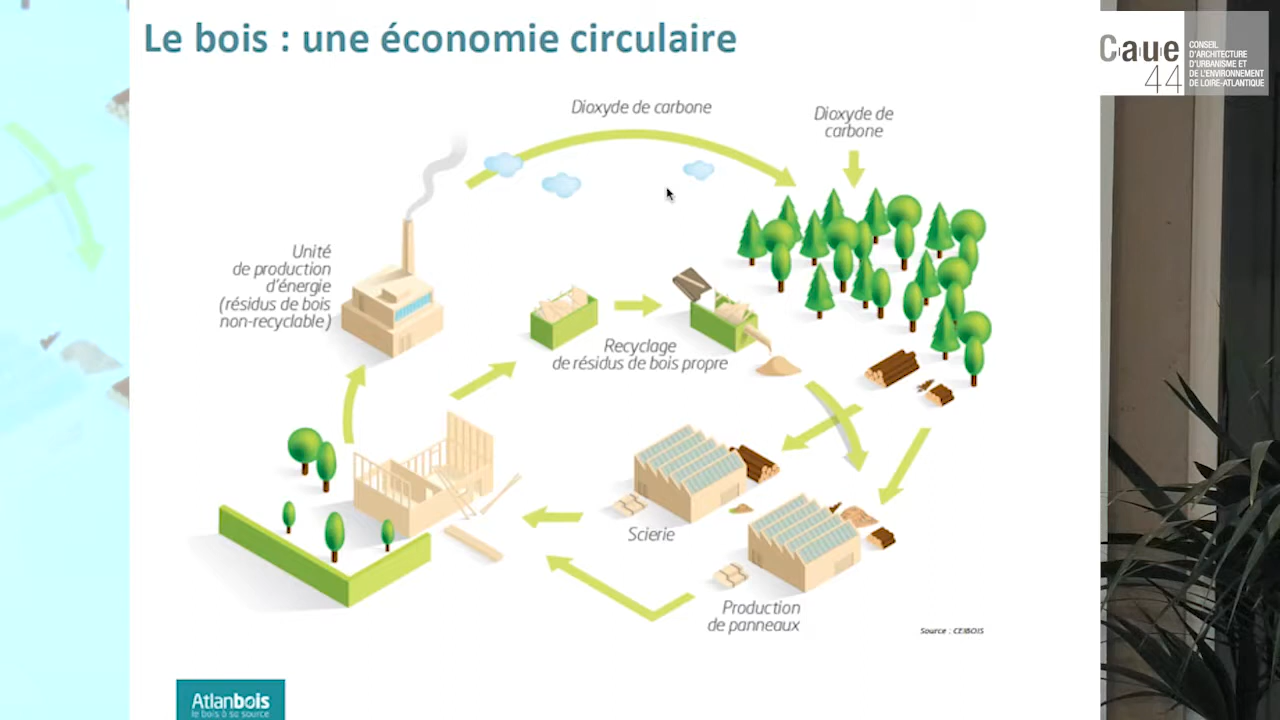 Le bois : une économie circulaire
Caue
44
CONSEIL
D'ARCHITECTURE
D'URBANISME ET
DE L'ENVIRONNEMENT
DE LOIRE-ATLANTIQUE
Dioxyde de carbone
Dioxyde de
carbone
Unité
de production
d'énergie
(résidus de bois
non-recyclable)
Recyclage
de résidus de bois propre
Scierie
Production
de panneaux
Source : CEIBOIS
Atlanbois
le bois à sa source